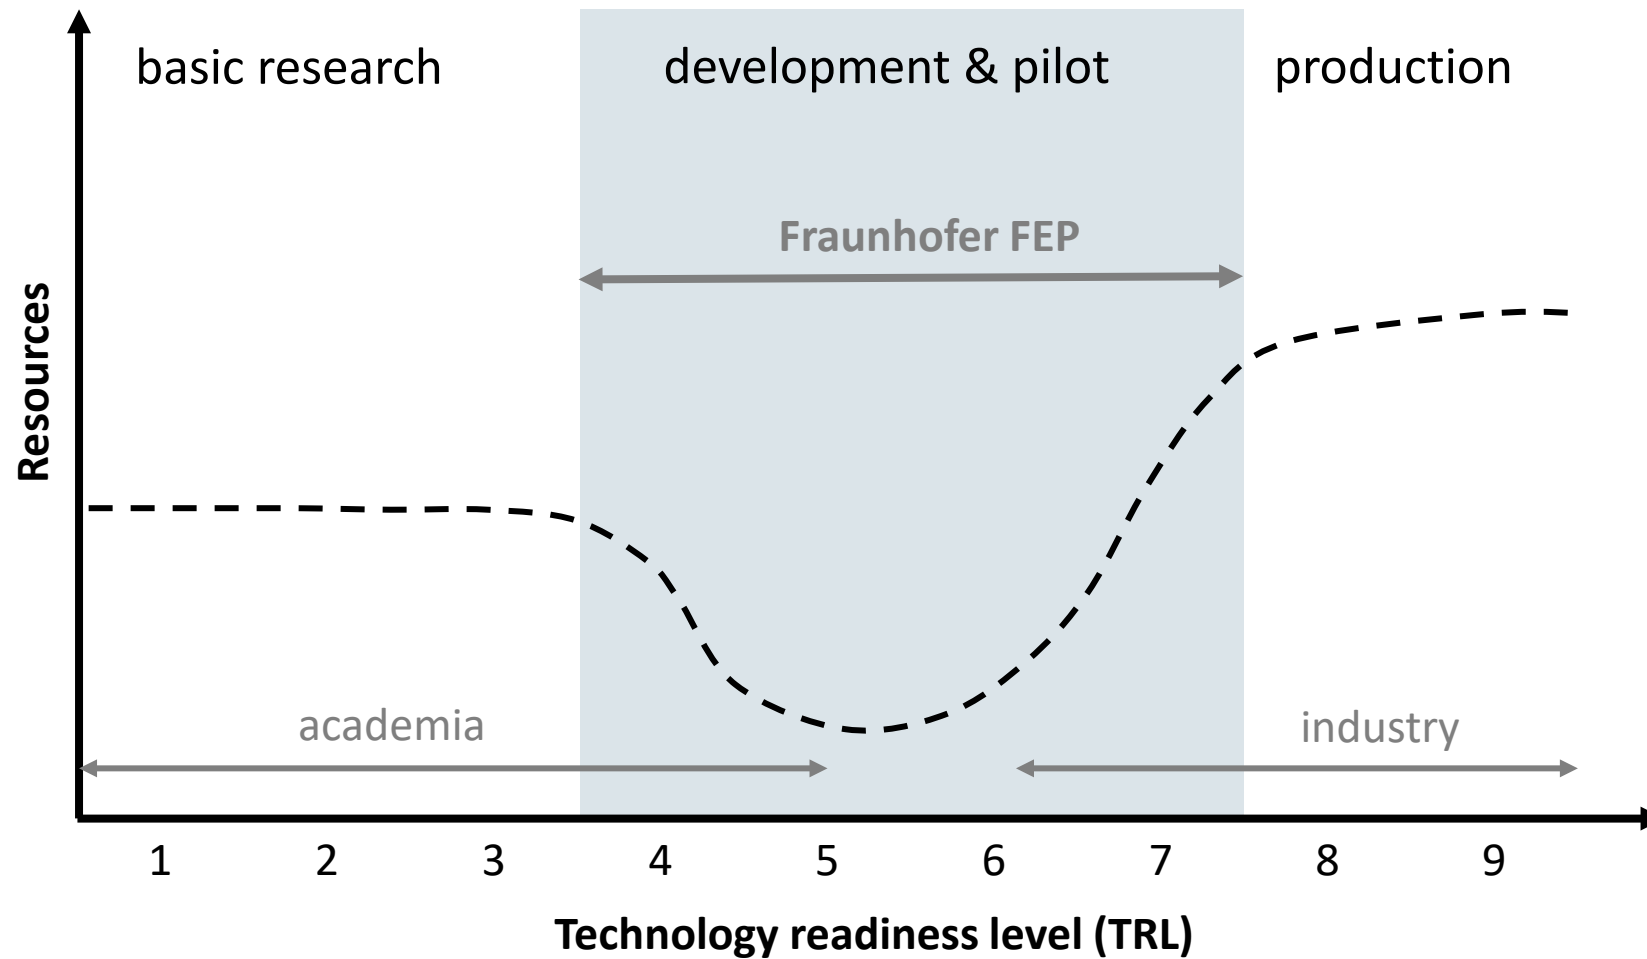 basic research
development & pilot
production
Fraunhofer FEP
Resources
academia
industry
1 2 3 4 5 6 7 8 9
Technology readiness level (TRL)